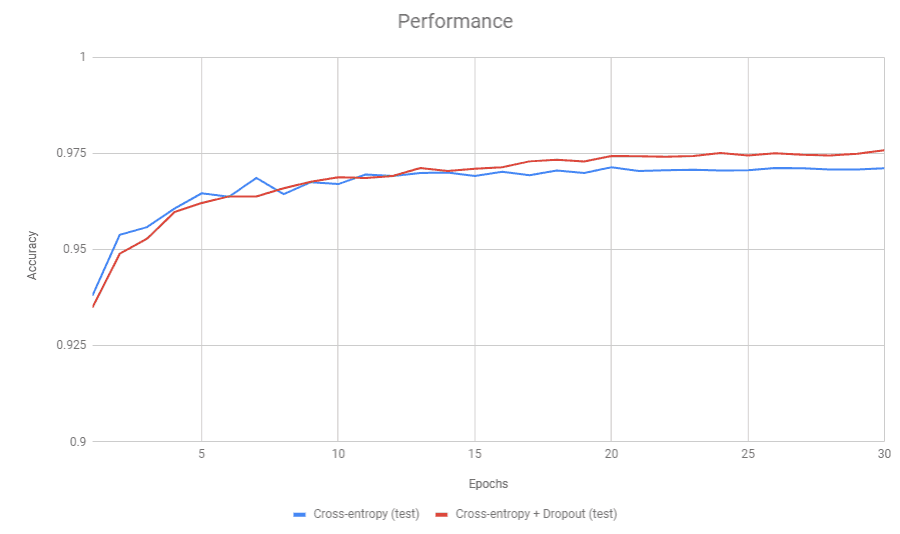 Performance
1
0.975
0.95
0.925
0.9
Accuracy
5 10 15 20 25 30
Epochs
Cross-entropy (test) Cross-entropy + Dropout (test)